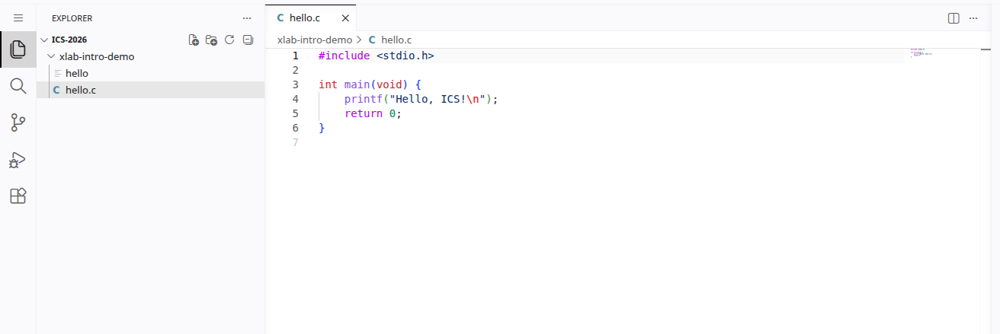 EXPLORER
ICS-2026
xlab-intro-demo
hello
C hello.c
C hello.c
xlab-intro-demo > C hello.c
1 #include <stdio.h>
2
3 int main(void) {
4     printf("Hello, ICS!\n");
5     return 0;
6 }
7